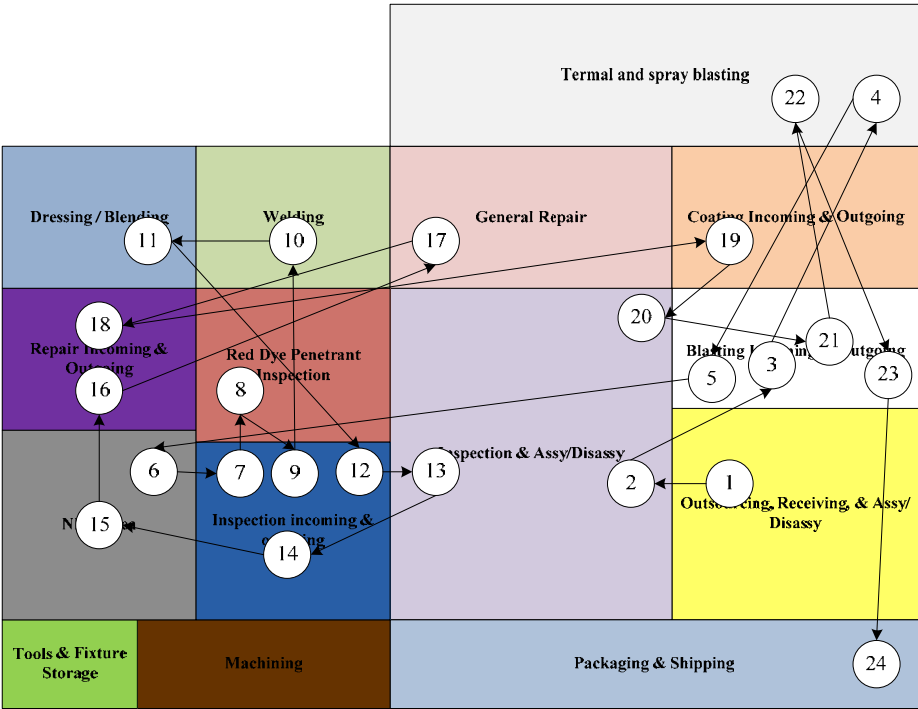 Termal and spray blasting
22
4
Dressing / Blending
Welding
General Repair
Coating Incoming & Outgoing
11
10
17
19
18
20
Repair Incoming &
Outgoing
Red Dye Penetrant
Inspection
Blasting Outgoing
21
3
5
23
16
8
Inspection & Assy/Disassy
6
7
9
12
13
2
1
Outsourcing, Receiving, & Assy/
Disassy
15
Inspection incoming &
14
Tools & Fixture
Storage
Machining
Packaging & Shipping
24